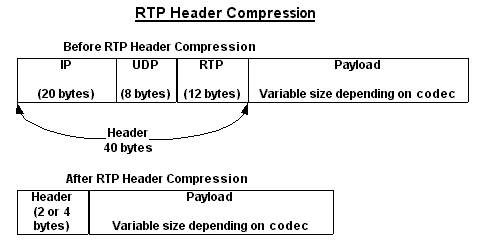 RTP Header Compression
Before RTP Header Compression
IP UDP RTP Payload
(20 bytes) (8 bytes) (12 bytes) Variable size depending on codec
Header
40 bytes
After RTP Header Compression
Header Payload
(2 or 4
bytes) Variable size depending on codec